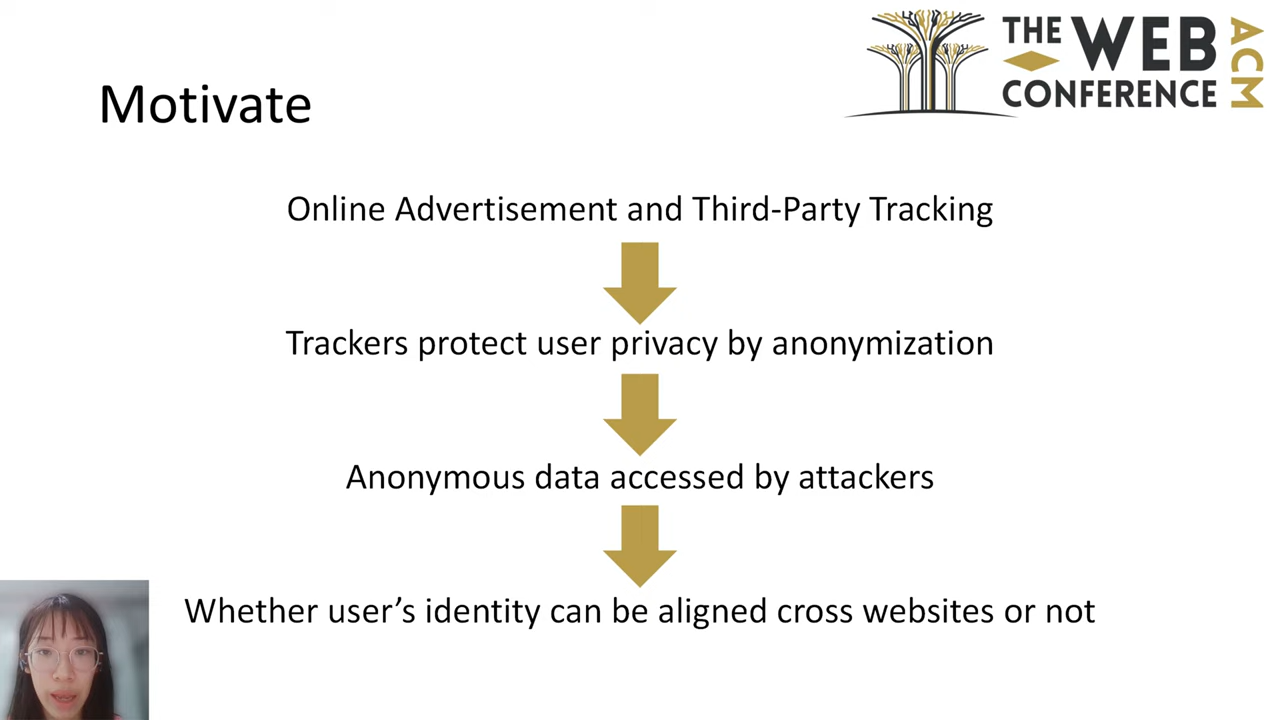 THE WEB
CONFERENCE
ACM
Motivate
Online Advertisement and Third-Party Tracking
Trackers protect user privacy by anonymization
Anonymous data accessed by attackers
Whether user’s identity can be aligned cross websites or not